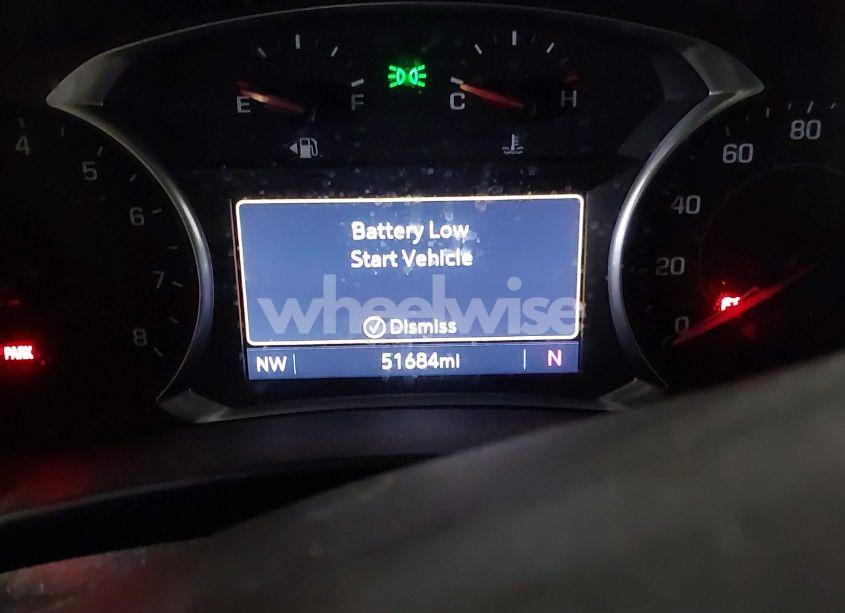 E F C H
4 5 6 7 8
0 20 40 60 80
Battery Low
Start Vehicle
wheelwise
Dismiss
NW 51684mi N
PARK